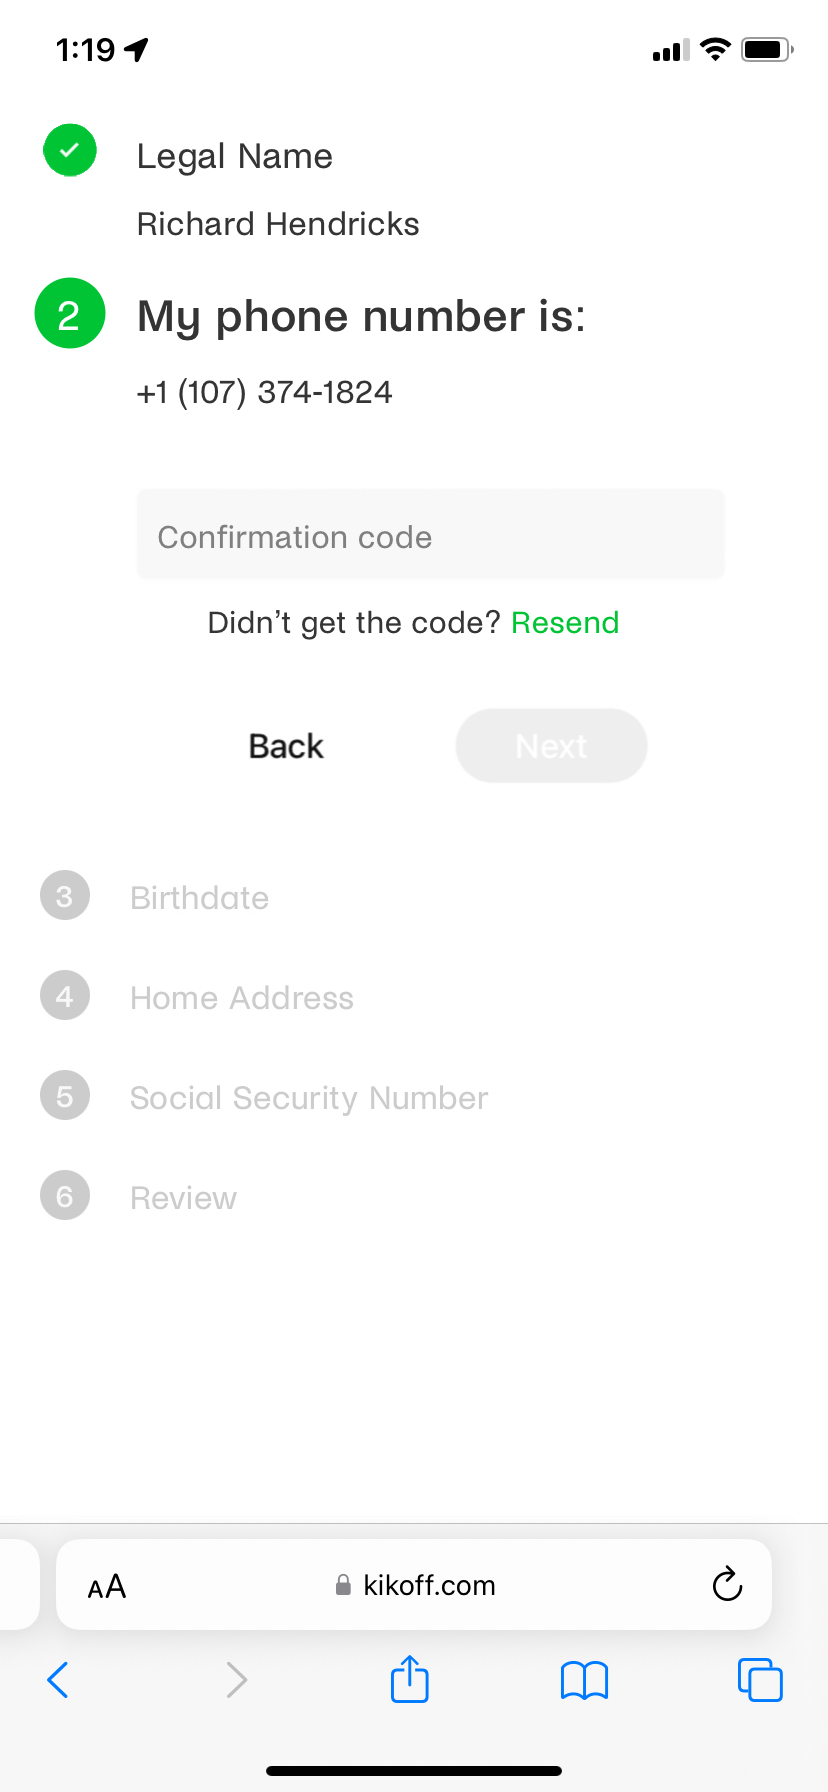 1:19
Legal Name
Richard Hendricks
2 My phone number is:
+1 (107) 374-1824
Confirmation code
Didn’t get the code? Resend
Back Next
3 Birthdate
4 Home Address
5 Social Security Number
6 Review
AA kikoff.com